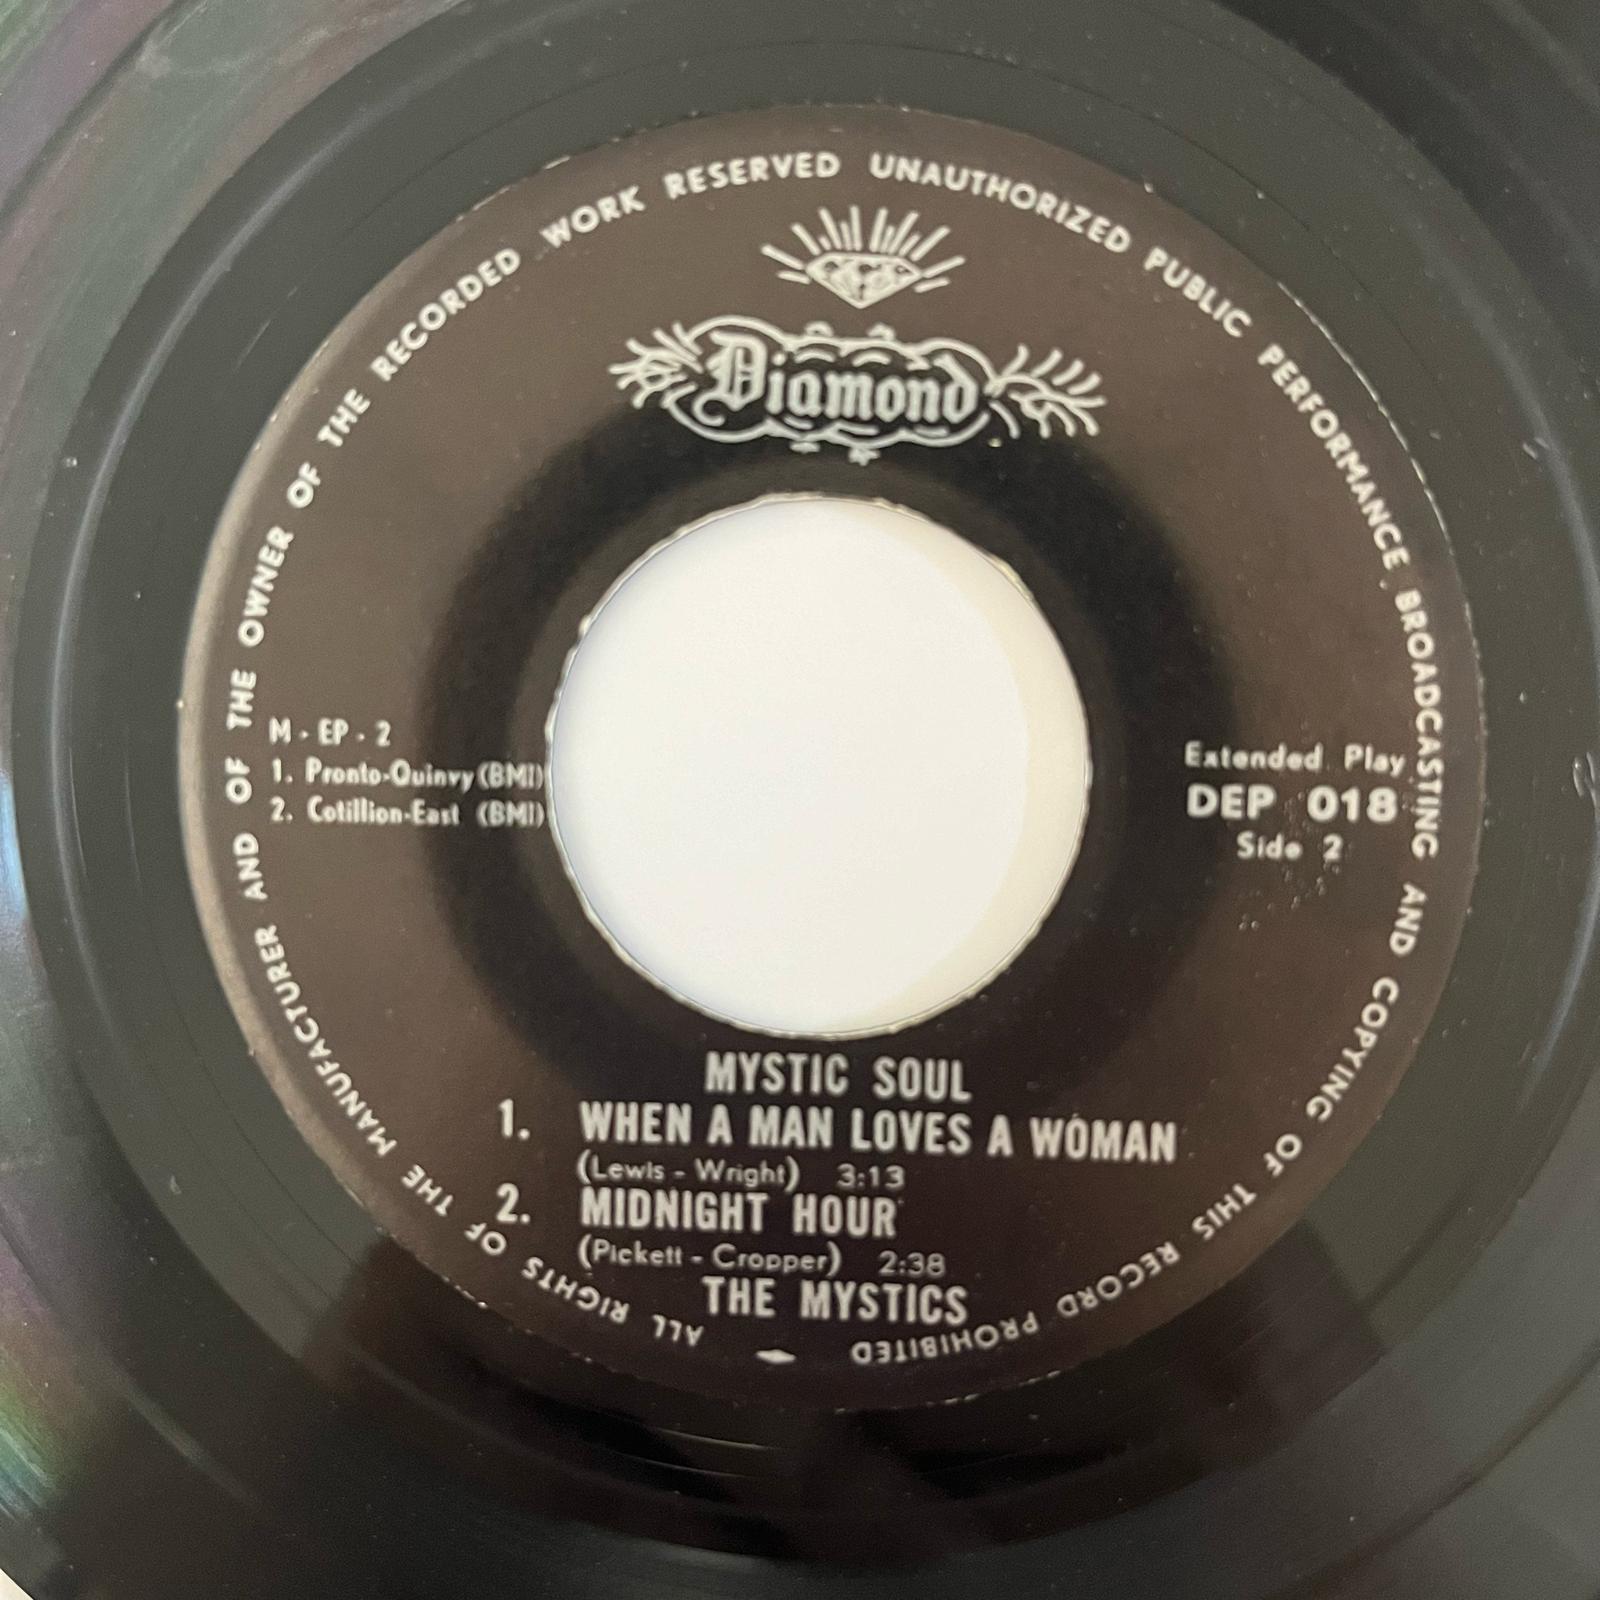 ALL RIGHTS OF THE MANUFACTURER AND OF THE OWNER OF THE RECORDED WORK RESERVED UNAUTHORIZED PUBLIC PERFORMANCE BROADCASTING AND COPYING OF THIS RECORD PROHIBITED
Diamond
M - EP - 2
1. Pronto-Quinvy (BMI)
2. Cotillion-East (BMI)
Extended Play
DEP 018
Side 2
MYSTIC SOUL
1. WHEN A MAN LOVES A WOMAN
(Lewis - Wright) 3:13
2. MIDNIGHT HOUR
(Pickett - Cropper) 2:38
THE MYSTICS